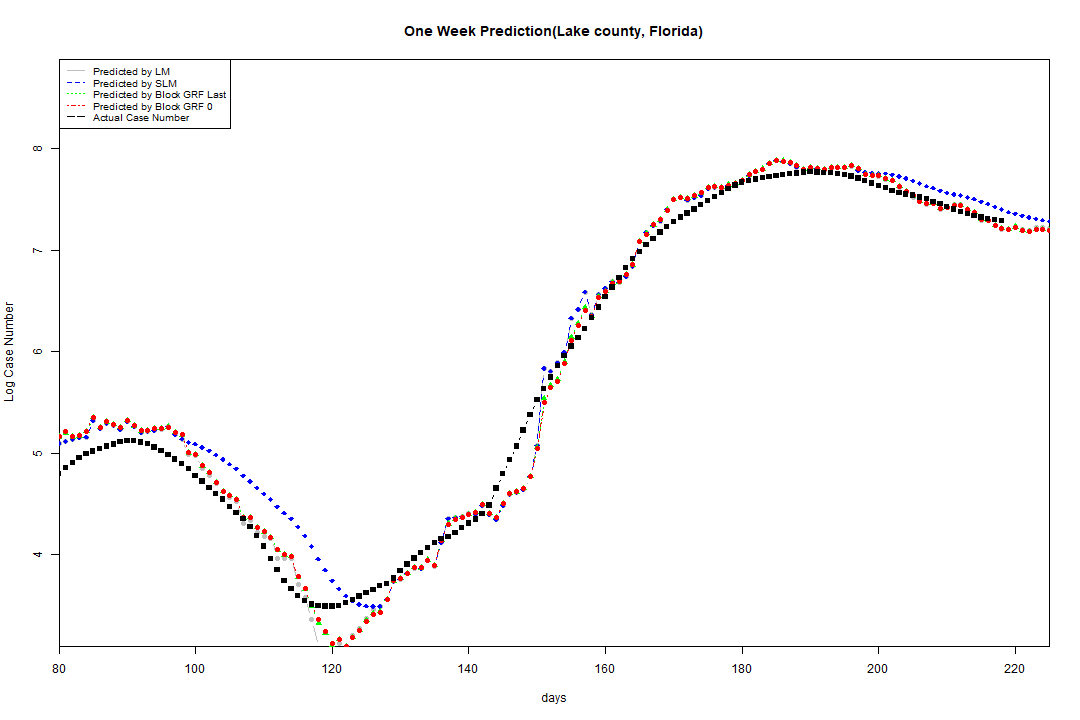 One Week Prediction(Lake county, Florida)
Predicted by LM
Predicted by SLM
Predicted by Block GRF Last
Predicted by Block GRF 0
Actual Case Number
8
7
6
5
4
Log Case Number
80 100 120 140 160 180 200 220
days